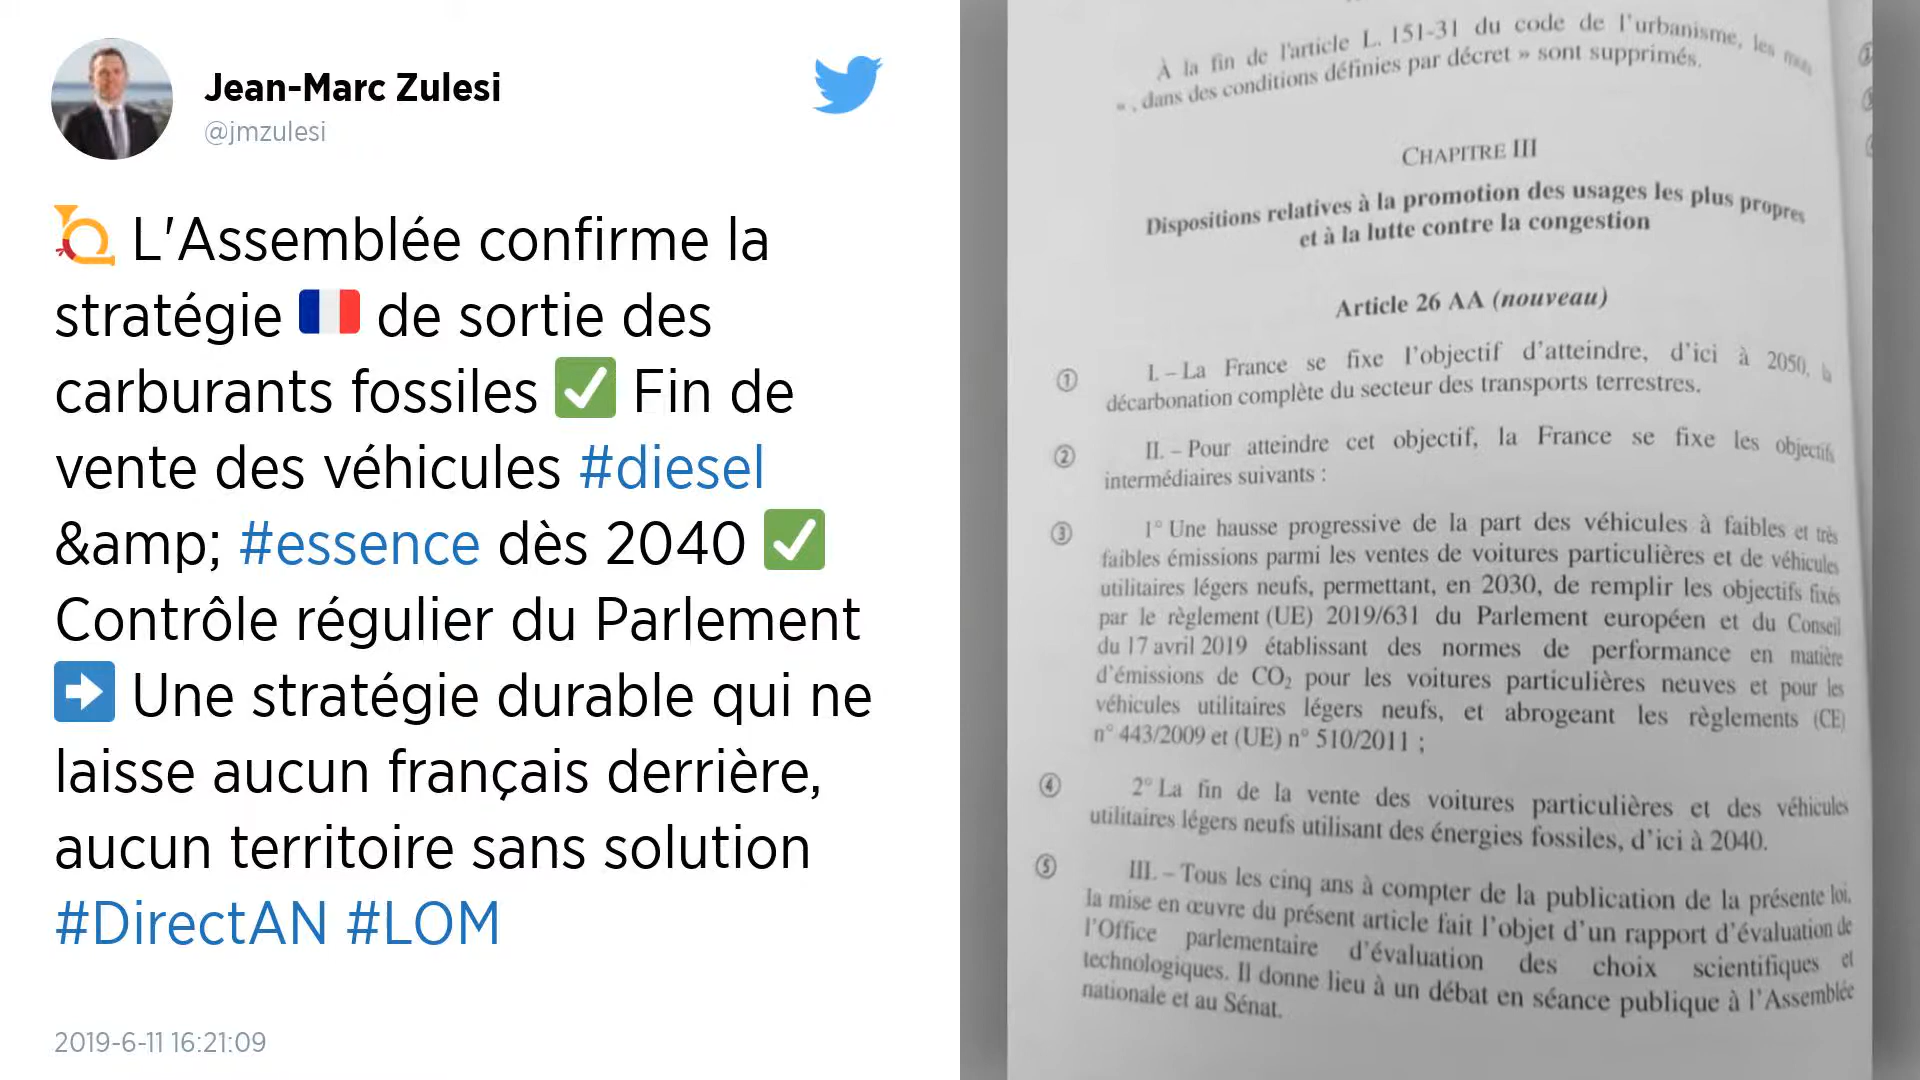 Jean-Marc Zulesi
@jmzulesi
L'Assemblée confirme la
stratégie 🇫🇷 de sortie des
carburants fossiles ✅ Fin de
vente des véhicules #diesel
&amp; #essence dès 2040 ✅
Contrôle régulier du Parlement
➡ Une stratégie durable qui ne
laisse aucun français derrière,
aucun territoire sans solution
#DirectAN #LOM
2019-6-11 16:21:09
À la fin de l'article L. 151-31 du code de l'urbanisme, les mots
« , dans des conditions définies par décret » sont supprimés.
CHAPITRE III
Dispositions relatives à la promotion des usages les plus propres
et à la lutte contre la congestion
Article 26 AA (nouveau)
① I. – La France se fixe l'objectif d'atteindre, d'ici à 2050, la
décarbonation complète du secteur des transports terrestres.
② II. – Pour atteindre cet objectif, la France se fixe les objectifs
intermédiaires suivants :
③ 1° Une hausse progressive de la part des véhicules à faibles et très
faibles émissions parmi les ventes de voitures particulières et de véhicules
utilitaires légers neufs, permettant, en 2030, de remplir les objectifs fixés
par le règlement (UE) 2019/631 du Parlement européen et du Conseil
du 17 avril 2019 établissant des normes de performance en matière
d'émissions de CO₂ pour les voitures particulières neuves et pour les
véhicules utilitaires légers neufs, et abrogeant les règlements (CE)
n° 443/2009 et (UE) n° 510/2011 ;
④ 2° La fin de la vente des voitures particulières et des véhicules
utilitaires légers neufs utilisant des énergies fossiles, d'ici à 2040.
⑤ III. – Tous les cinq ans à compter de la publication de la présente loi,
la mise en œuvre du présent article fait l'objet d'un rapport d'évaluation de
l'Office parlementaire d'évaluation des choix scientifiques et
technologiques. Il donne lieu à un débat en séance publique à l'Assemblée
nationale et au Sénat.